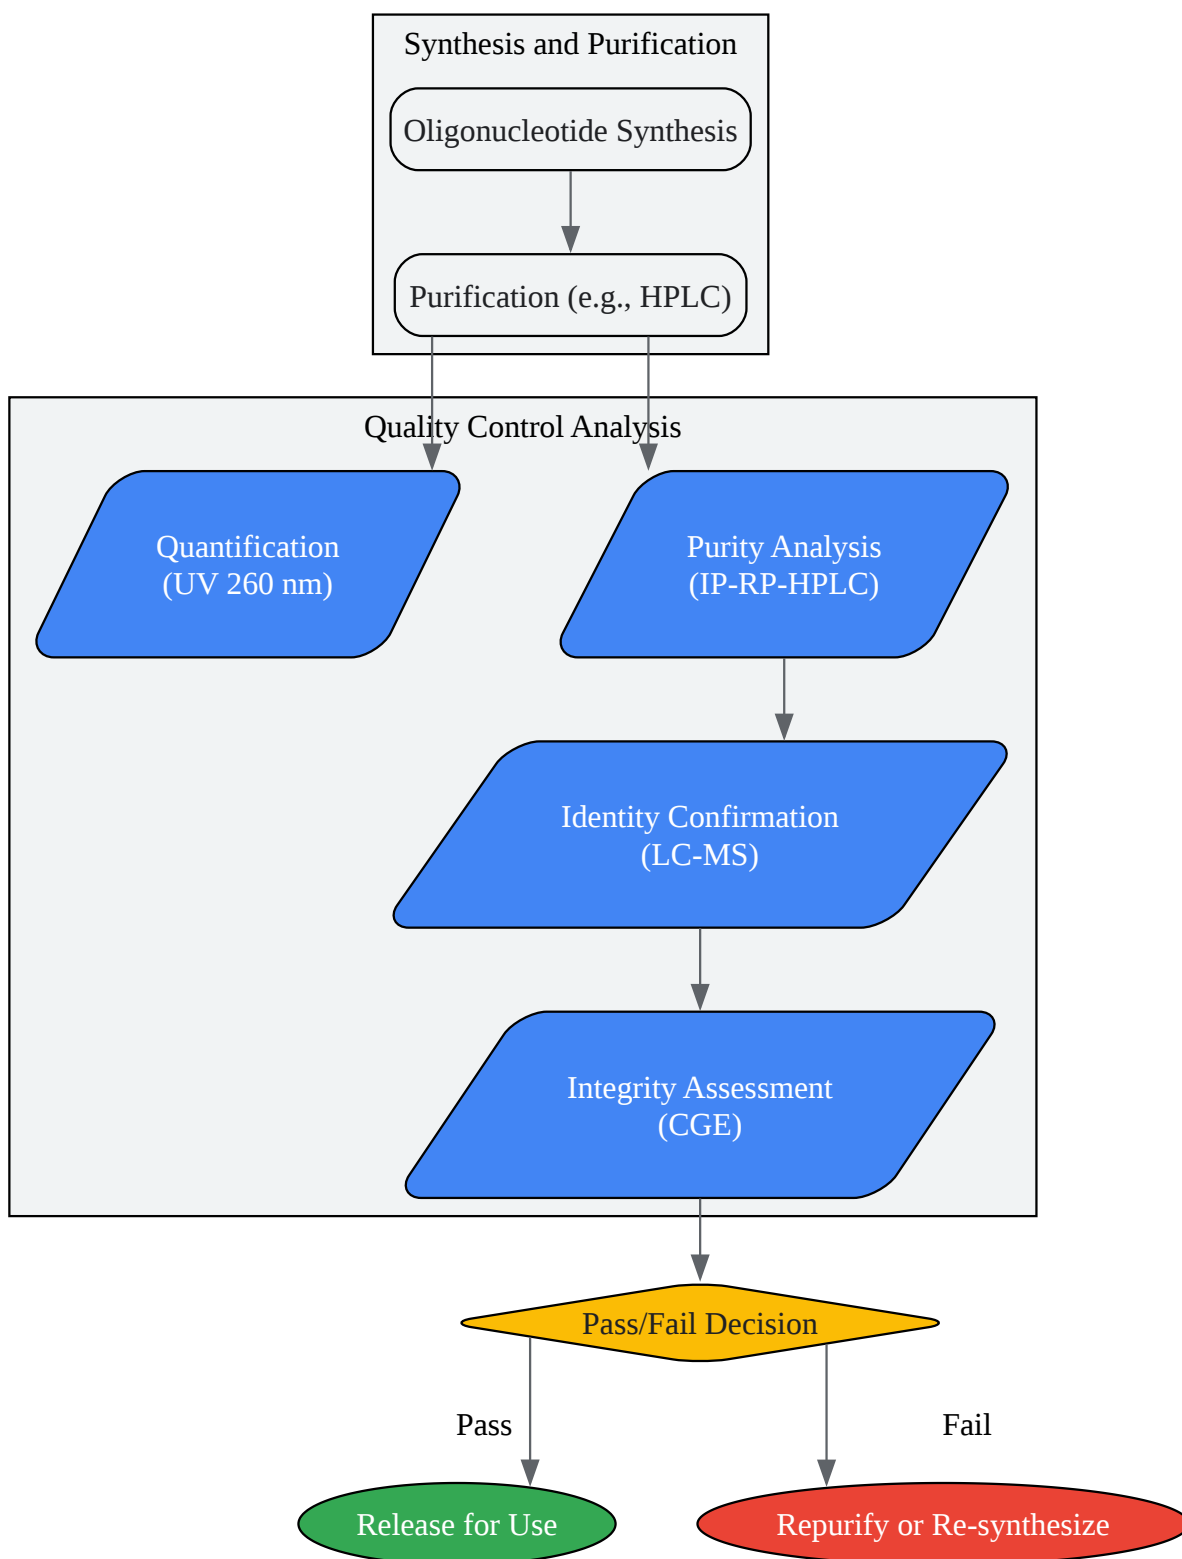 Synthesis and Purification
Oligonucleotide Synthesis
Purification (e.g., HPLC)
Quality Control Analysis
Quantification
(UV 260 nm)
Purity Analysis
(IP-RP-HPLC)
Identity Confirmation
(LC-MS)
Integrity Assessment
(CGE)
Pass/Fail Decision
Pass
Fail
Release for Use
Repurify or Re-synthesize